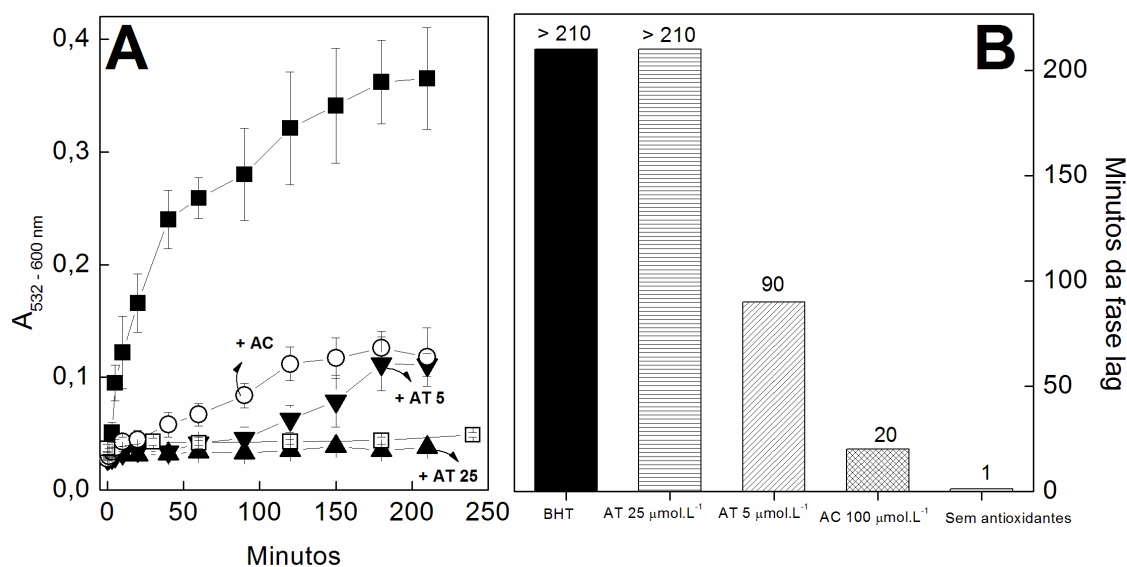 A
A532 - 600 nm
0,4
0,3
0,2
0,1
0,0
+ AC
+ AT 5
+ AT 25
0 50 100 150 200 250
Minutos
B
> 210
> 210
90
20
1
200
150
100
50
0
Minutos da fase lag
BHT AT 25 μmol.L-1 AT 5 μmol.L-1 AC 100 μmol.L-1 Sem antioxidantes